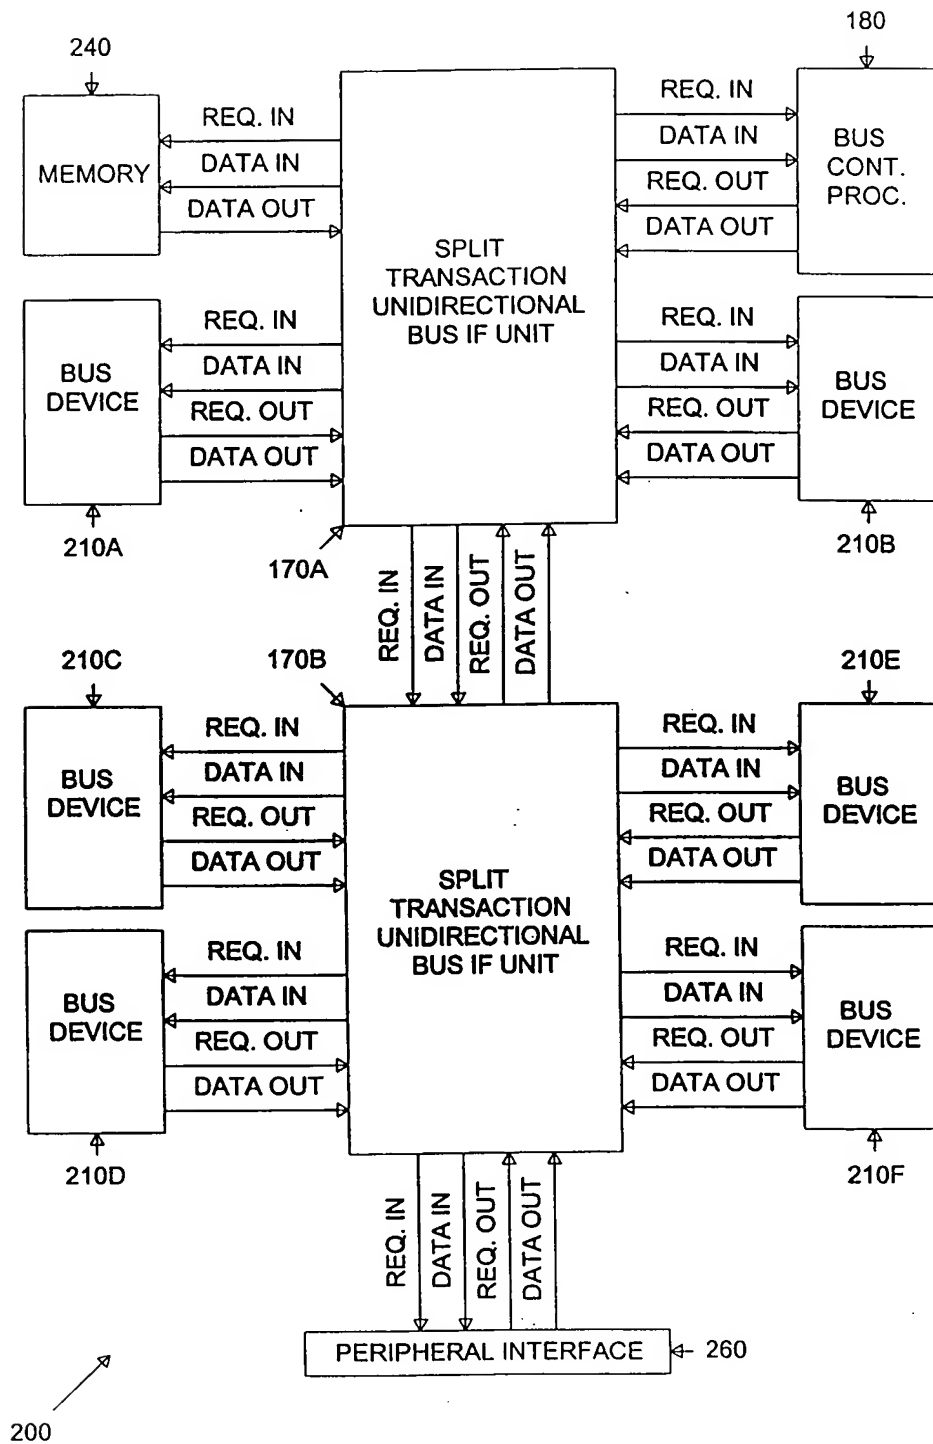 240
180
MEMORY
REQ. IN
DATA IN
DATA OUT
SPLIT
TRANSACTION
UNIDIRECTIONAL
BUS IF UNIT
REQ. IN
DATA IN
REQ. OUT
DATA OUT
BUS
CONT.
PROC.
BUS
DEVICE
REQ. IN
DATA IN
REQ. OUT
DATA OUT
REQ. IN
DATA IN
REQ. OUT
DATA OUT
BUS
DEVICE
210A
170A
210B
REQ. IN
DATA IN
REQ. OUT
DATA OUT
210C
170B
210E
BUS
DEVICE
REQ. IN
DATA IN
REQ. OUT
DATA OUT
SPLIT
TRANSACTION
UNIDIRECTIONAL
BUS IF UNIT
REQ. IN
DATA IN
REQ. OUT
DATA OUT
BUS
DEVICE
BUS
DEVICE
REQ. IN
DATA IN
REQ. OUT
DATA OUT
REQ. IN
DATA IN
REQ. OUT
DATA OUT
BUS
DEVICE
210D
210F
REQ. IN
DATA IN
REQ. OUT
DATA OUT
PERIPHERAL INTERFACE
260
200